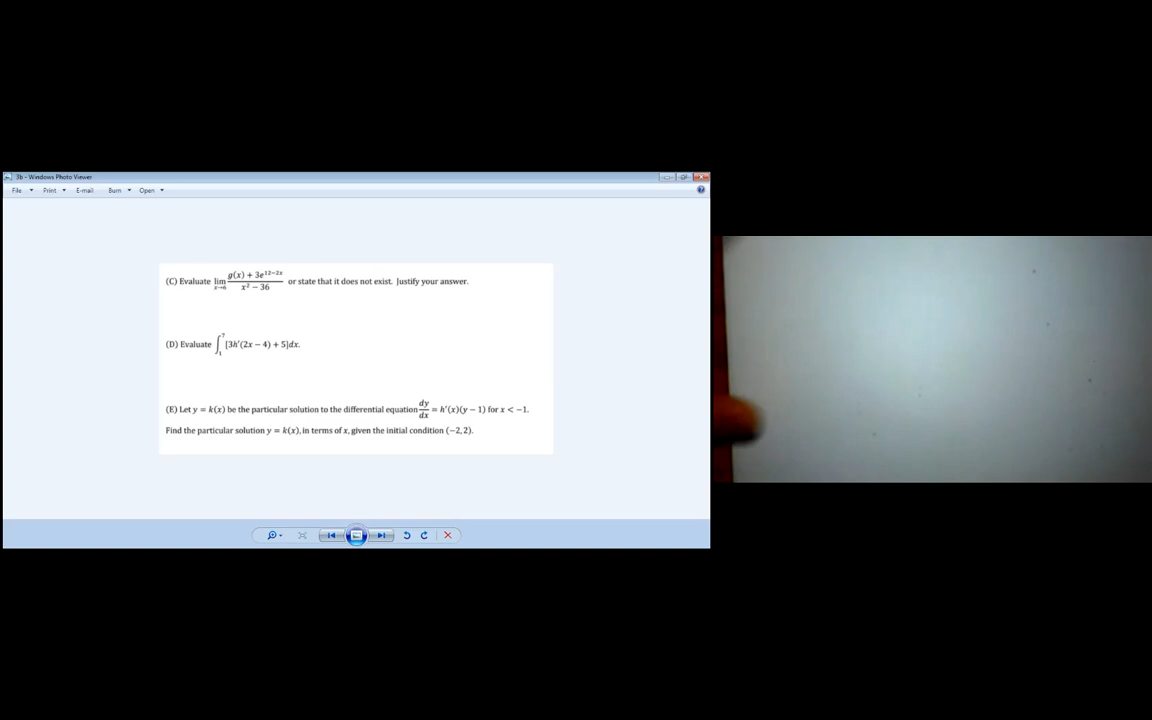 3b - Windows Photo Viewer
File Print E-mail Burn Open
(C) Evaluate lim x→6 g(x) + 3e^(12−2x) / x² − 36 or state that it does not exist. Justify your answer.
(D) Evaluate ∫₁⁷ [3h′(2x − 4) + 5]dx.
(E) Let y = k(x) be the particular solution to the differential equation dy/dx = h′(x)(y − 1) for x < −1.
Find the particular solution y = k(x), in terms of x, given the initial condition (−2, 2).